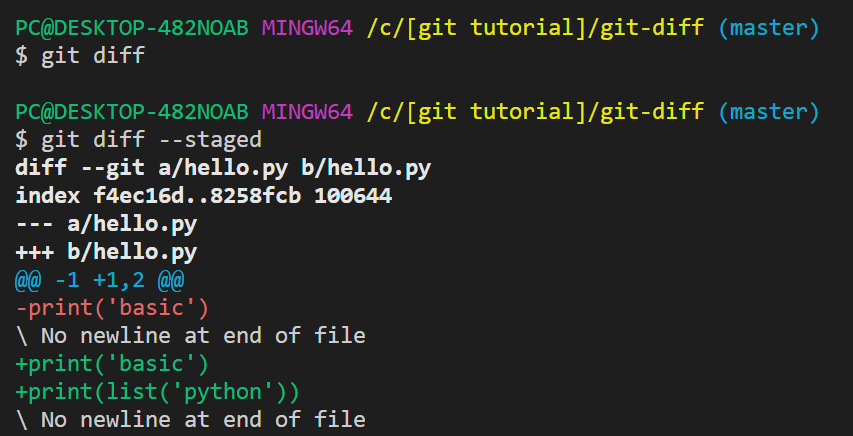 PC@DESKTOP-482NOAB MINGW64 /c/[git tutorial]/git-diff (master)
$ git diff
PC@DESKTOP-482NOAB MINGW64 /c/[git tutorial]/git-diff (master)
$ git diff --staged
diff --git a/hello.py b/hello.py
index f4ec16d..8258fcb 100644
--- a/hello.py
+++ b/hello.py
@@ -1 +1,2 @@
-print('basic')
\ No newline at end of file
+print('basic')
+print(list('python'))
\ No newline at end of file